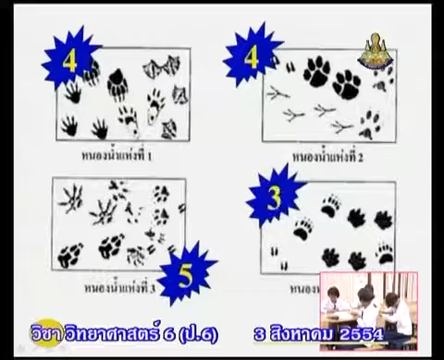 4
4
หนองน้ำแห่งที่ 1
หนองน้ำแห่งที่ 2
3
หนองน้ำแห่งที่ 3
5
วิชา วิทยาศาสตร์ 6 (ป.6)
3 สิงหาคม 2554